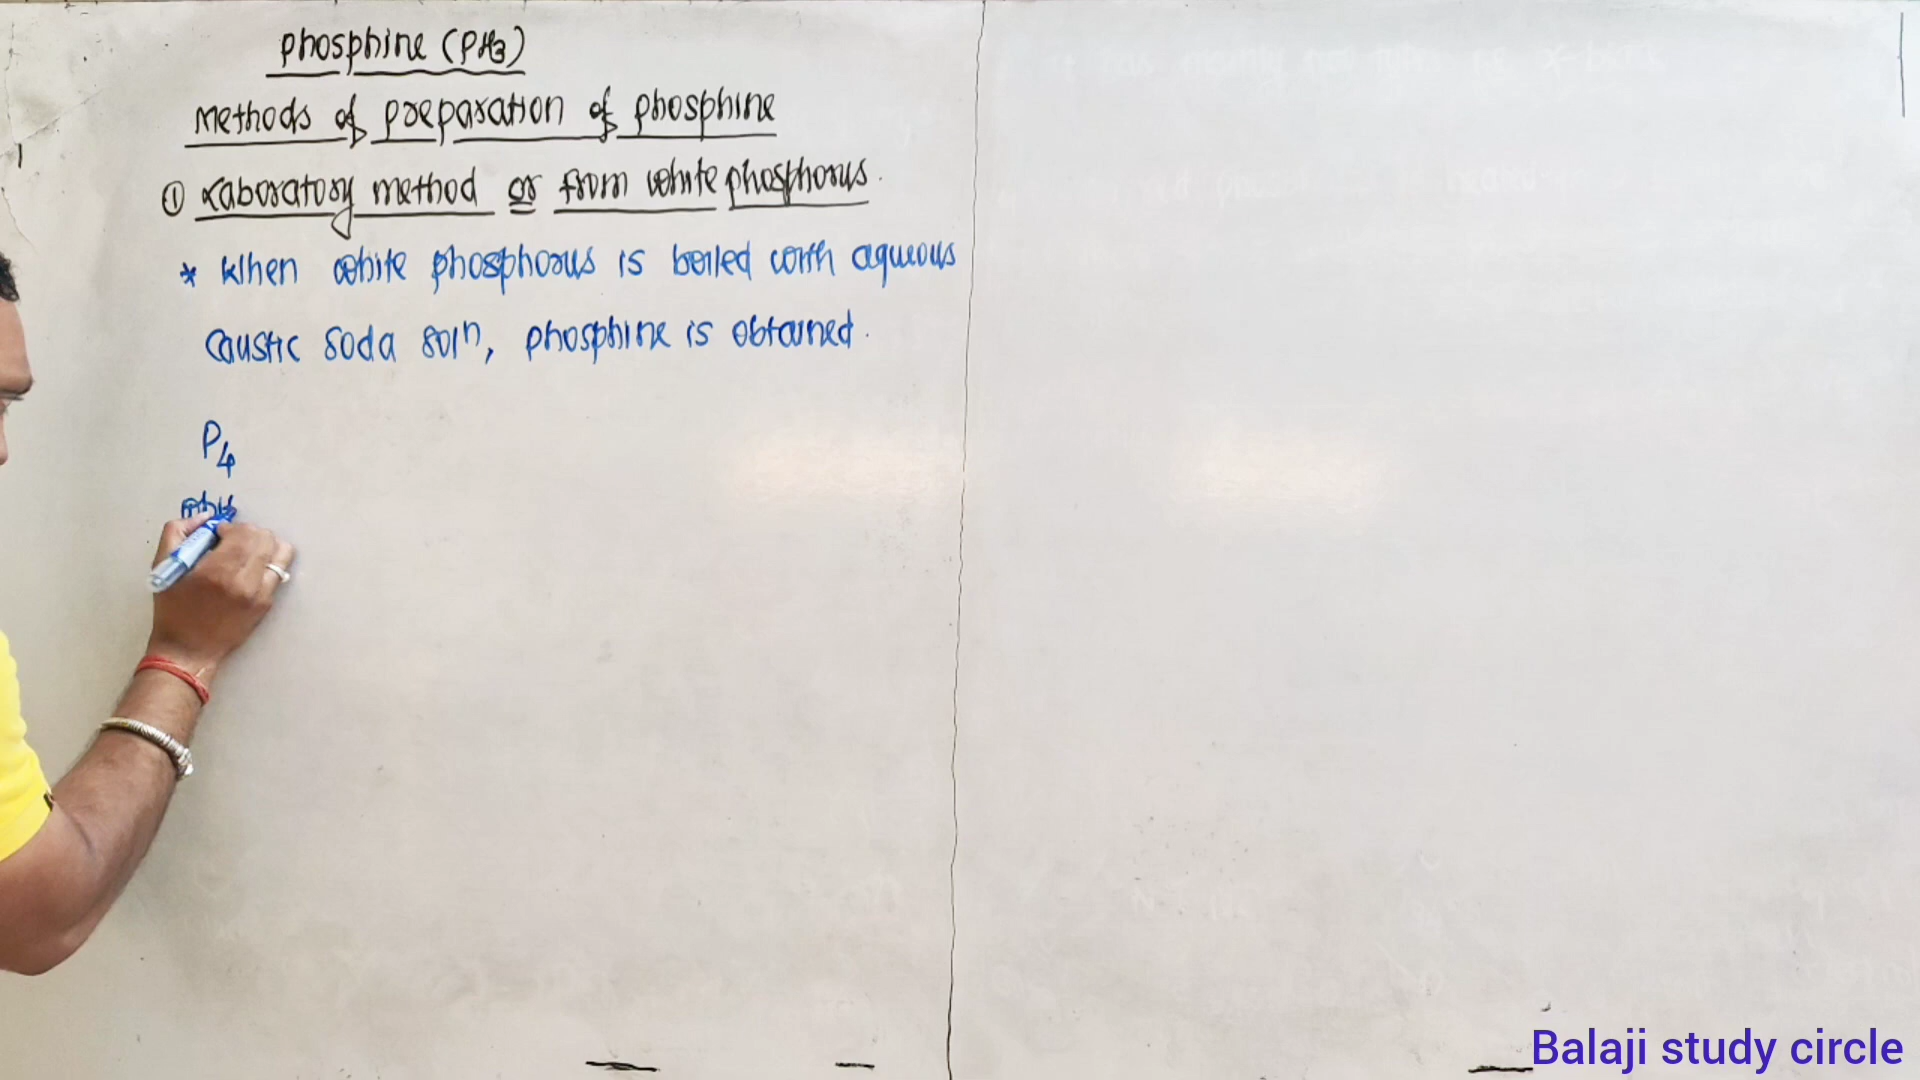 Phosphine (PH3)
Methods of preparation of phosphine
① Laboratory method or from white phosphorus.
* When white phosphorus is boiled with aqueous
Caustic soda soln, phosphine is obtained.
P4
Balaji study circle